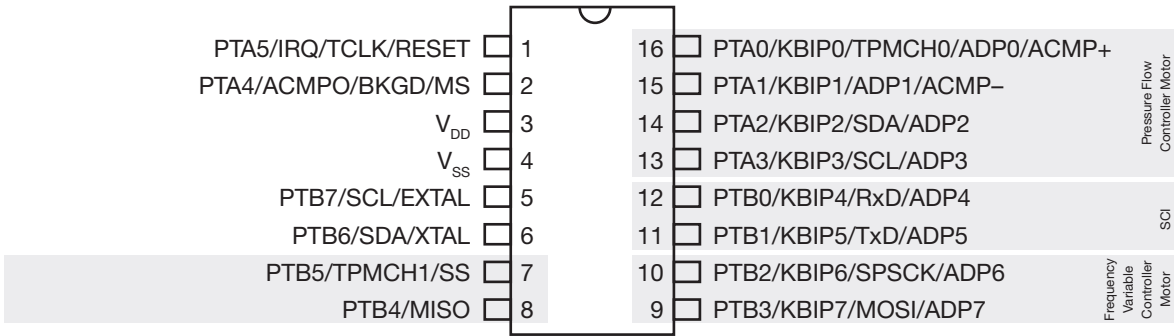 PTA5/IRQ/TCLK/RESET 1 16 PTA0/KBIP0/TPMCH0/ADP0/ACMP+
PTA4/ACMPO/BKGD/MS 2 15 PTA1/KBIP1/ADP1/ACMP–
VDD 3 14 PTA2/KBIP2/SDA/ADP2
VSS 4 13 PTA3/KBIP3/SCL/ADP3
PTB7/SCL/EXTAL 5 12 PTB0/KBIP4/RxD/ADP4
PTB6/SDA/XTAL 6 11 PTB1/KBIP5/TxD/ADP5
PTB5/TPMCH1/SS 7 10 PTB2/KBIP6/SPSCK/ADP6
PTB4/MISO 8 9 PTB3/KBIP7/MOSI/ADP7
Pressure Flow
Controller Motor
SCI
Frequency
Variable
Controller
Motor